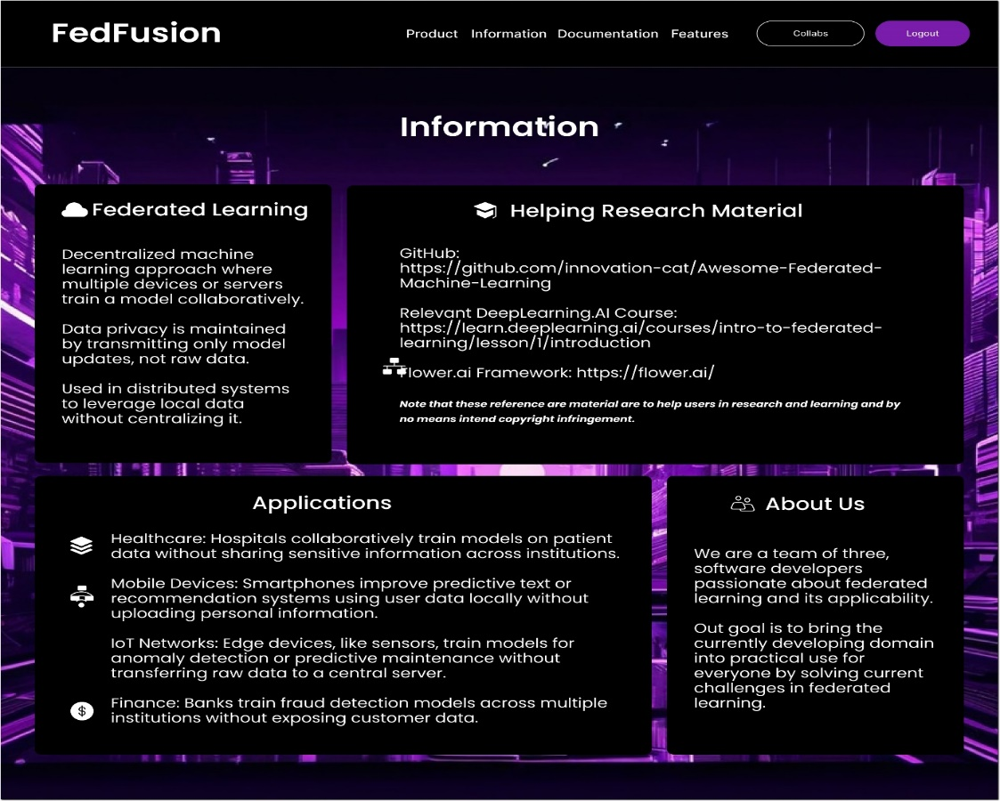 FedFusion
Product Information Documentation Features Collabs Logout
Information
Federated Learning
Decentralized machine
learning approach where
multiple devices or servers
train a model collaboratively.
Data privacy is maintained
by transmitting only model
updates, not raw data.
Used in distributed systems
to leverage local data
without centralizing it.
Helping Research Material
GitHub:
https://github.com/innovation-cat/Awesome-Federated-
Machine-Learning
Relevant DeepLearning.AI Course:
https://learn.deeplearning.ai/courses/intro-to-federated-
learning/lesson/1/introduction
Flower.ai Framework: https://flower.ai/
Note that these reference are material are to help users in research and learning and by
no means intend copyright infringement.
Applications
Healthcare: Hospitals collaboratively train models on patient
data without sharing sensitive information across institutions.
Mobile Devices: Smartphones improve predictive text or
recommendation systems using user data locally without
uploading personal information.
IoT Networks: Edge devices, like sensors, train models for
anomaly detection or predictive maintenance without
transferring raw data to a central server.
Finance: Banks train fraud detection models across multiple
institutions without exposing customer data.
About Us
We are a team of three,
software developers
passionate about federated
learning and its applicability.
Out goal is to bring the
currently developing domain
into practical use for
everyone by solving current
challenges in federated
learning.